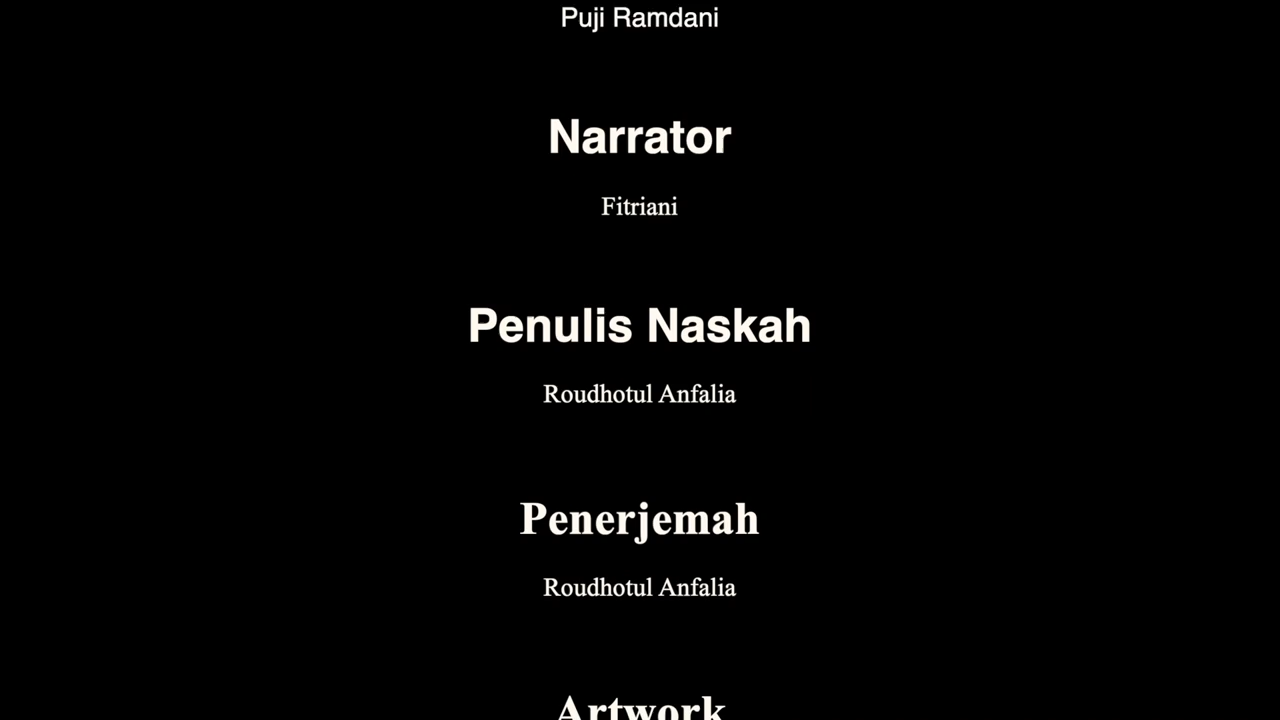 Puji Ramdani
Narrator
Fitriani
Penulis Naskah
Roudhotul Anfalia
Penerjemah
Roudhotul Anfalia
Artwork